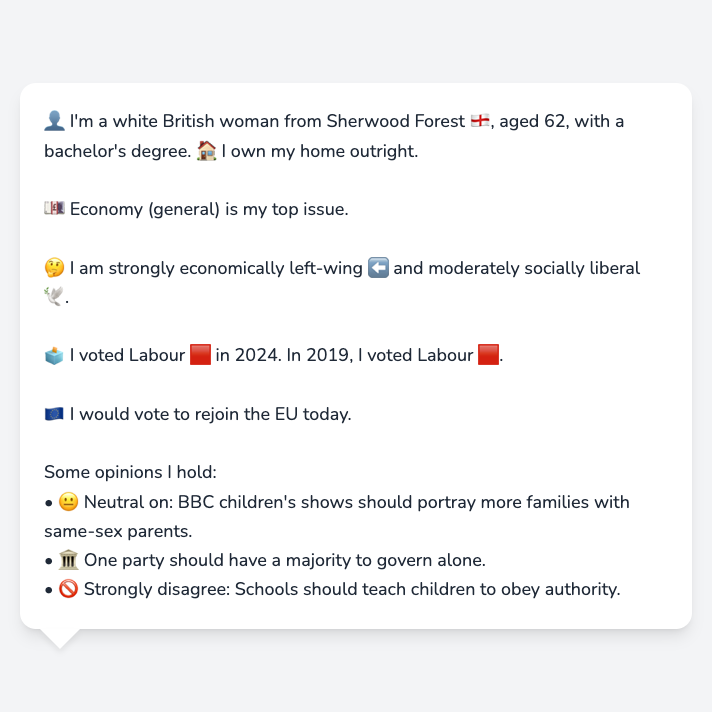 👤 I'm a white British woman from Sherwood Forest 🏴󠁧󠁢󠁥󠁮󠁧󠁿, aged 62, with a
bachelor's degree. 🏠 I own my home outright.
💷 Economy (general) is my top issue.
🤔 I am strongly economically left-wing ⬅️ and moderately socially liberal
🕊️.
🗳️ I voted Labour 🟥 in 2024. In 2019, I voted Labour 🟥.
🇪🇺 I would vote to rejoin the EU today.
Some opinions I hold:
• 😐 Neutral on: BBC children's shows should portray more families with
same-sex parents.
• 🏛️ One party should have a majority to govern alone.
• 🚫 Strongly disagree: Schools should teach children to obey authority.